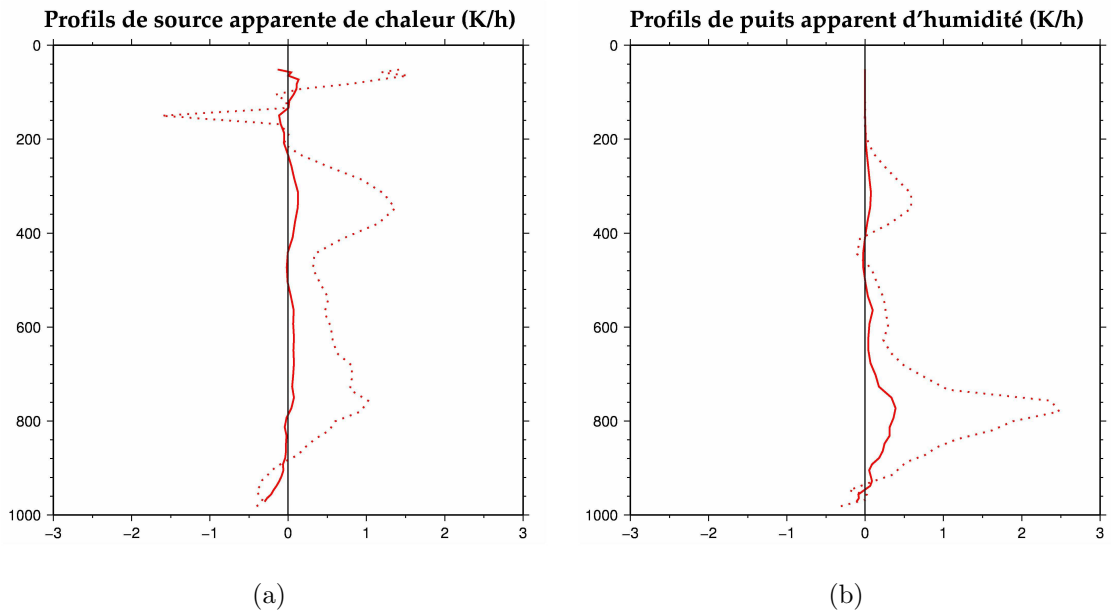 Profils de source apparente de chaleur (K/h)
0
200
400
600
800
1000
−3 −2 −1 0 1 2 3
(a)
Profils de puits apparent d’humidité (K/h)
0
200
400
600
800
1000
−3 −2 −1 0 1 2 3
(b)